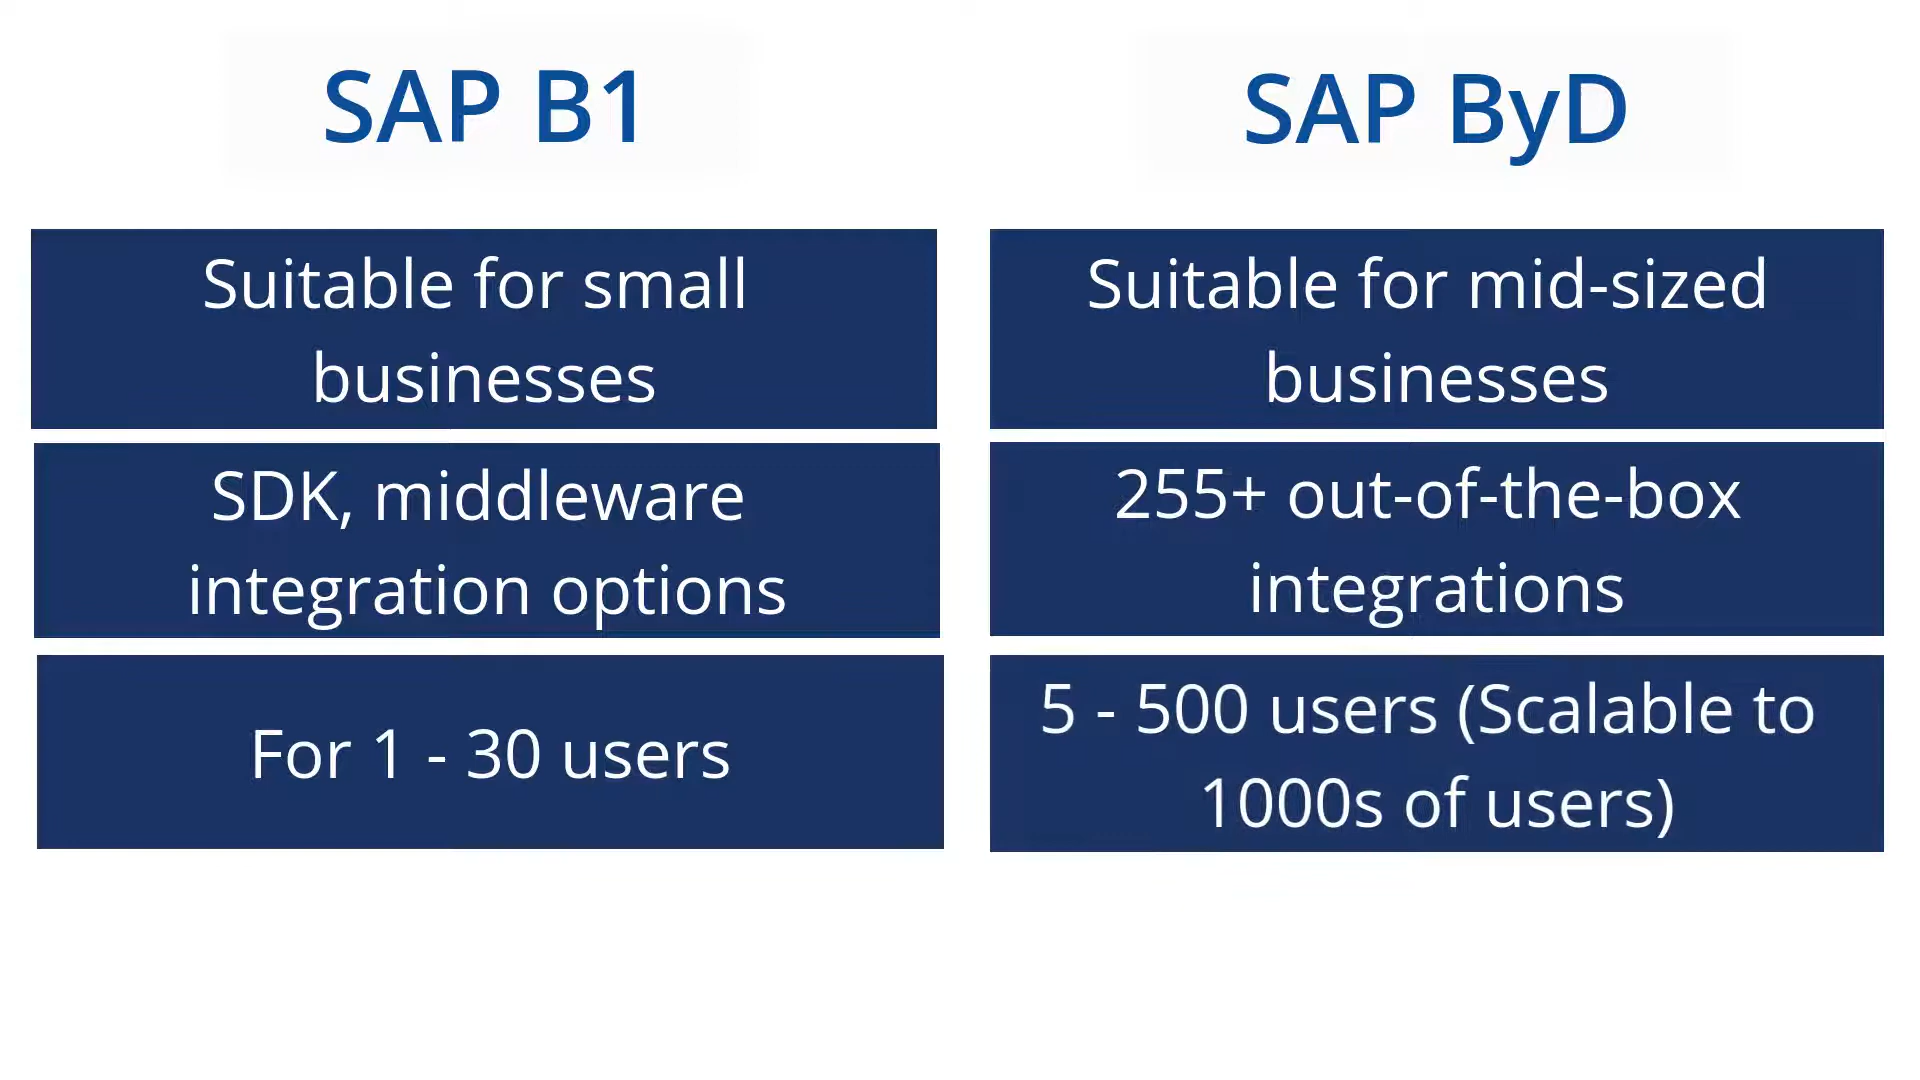 SAP B1
SAP ByD
Suitable for small
businesses
Suitable for mid-sized
businesses
SDK, middleware
integration options
255+ out-of-the-box
integrations
For 1 - 30 users
5 - 500 users (Scalable to
1000s of users)